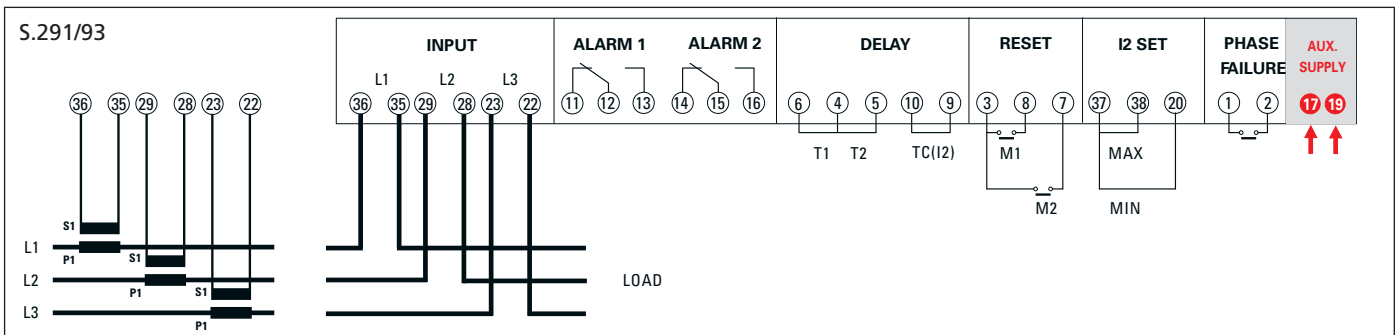 S.291/93
INPUT ALARM 1 ALARM 2 DELAY RESET I2 SET PHASE FAILURE AUX. SUPPLY
L1 L2 L3
36 35 29 28 23 22
36 35 29 28 23 22 11 12 13 14 15 16 6 4 5 10 9 3 8 7 37 38 20 1 2 17 19
T1 T2 TC(I2) M1 MAX
M2 MIN
S1
L1
P1 S1
L2 LOAD
P1 S1
L3
P1